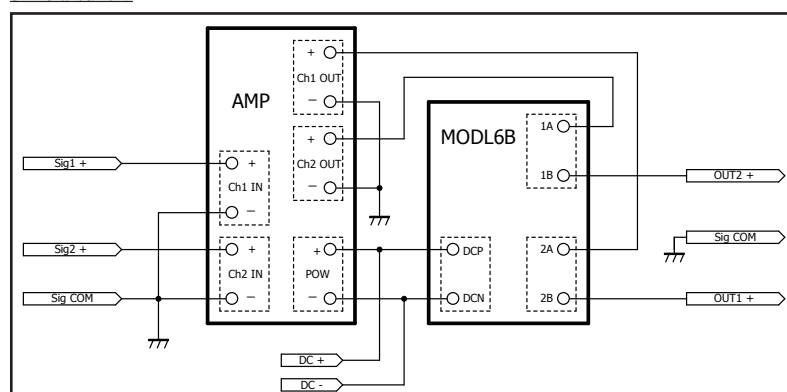 AMP
+
Ch1 OUT
−
+
Ch2 OUT
−
Sig1 +
+
Ch1 IN
−
Sig2 +
+
Ch2 IN
−
Sig COM
+
POW
−
MODL6B
1A
1B
OUT2 +
Sig COM
DCP
DCN
2A
2B
OUT1 +
DC +
DC -